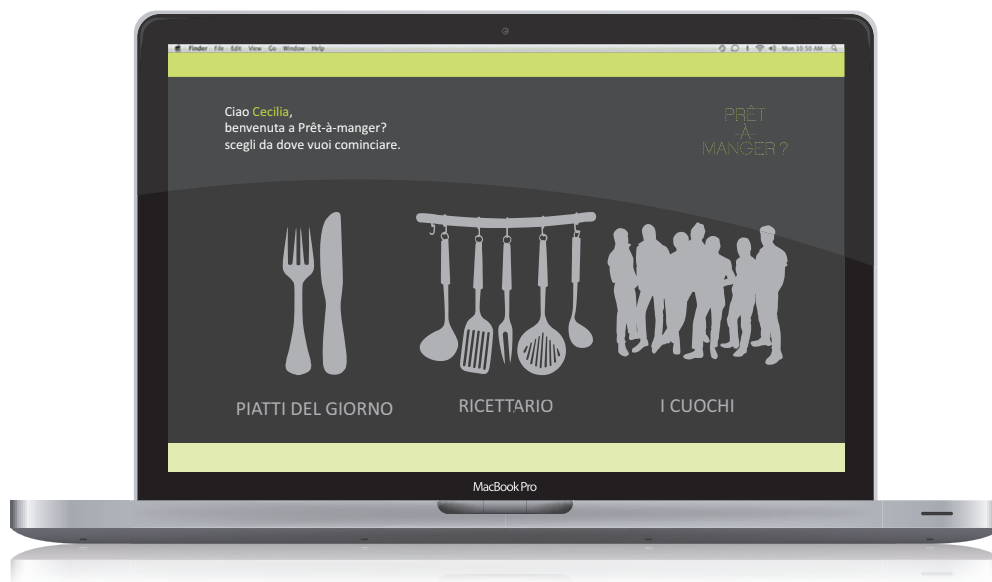 Finder File Edit View Go Window Help
Mon 10:50 AM
Ciao Cecilia,
benvenuta a Prêt-à-manger?
scegli da dove vuoi cominciare.
PRÊT
-À-
MANGER ?
PIATTI DEL GIORNO
RICETTARIO
I CUOCHI
MacBook Pro